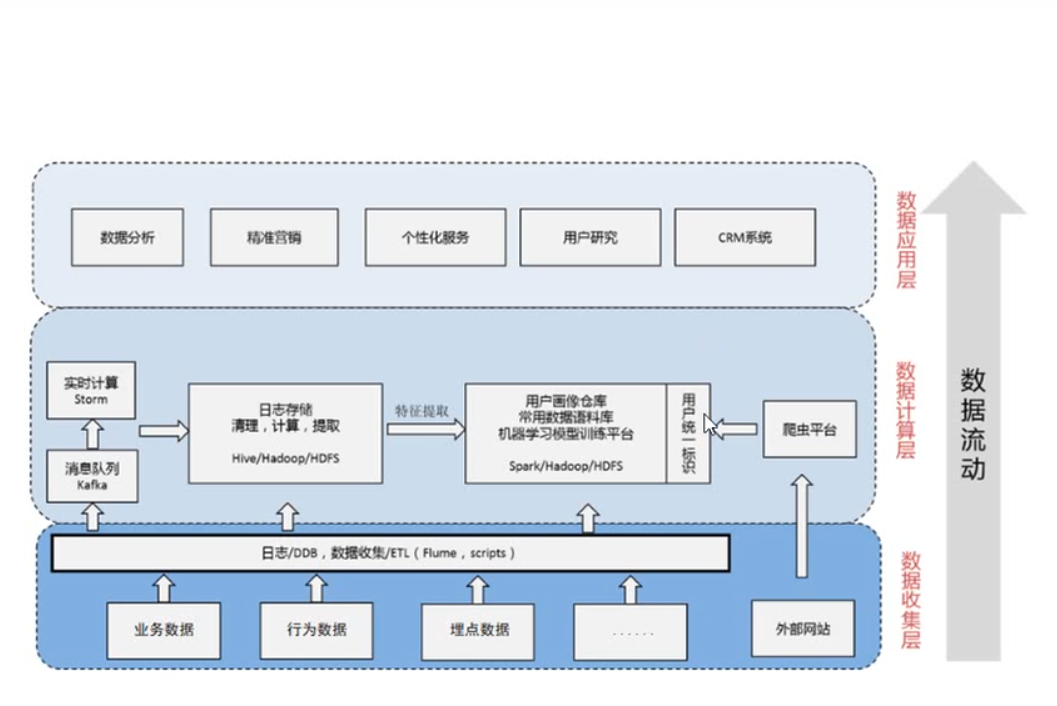 数据分析
精准营销
个性化服务
用户研究
CRM系统
数据应用层
实时计算
Storm
消息队列
Kafka
日志存储
清理，计算，提取
Hive/Hadoop/HDFS
特征提取
用户画像仓库
常用数据语料库
机器学习模型训练平台
Spark/Hadoop/HDFS
用户统一标识
爬虫平台
数据计算层
数据流动
日志/DDB，数据收集/ETL（Flume，scripts）
业务数据
行为数据
埋点数据
······
外部网站
数据收集层